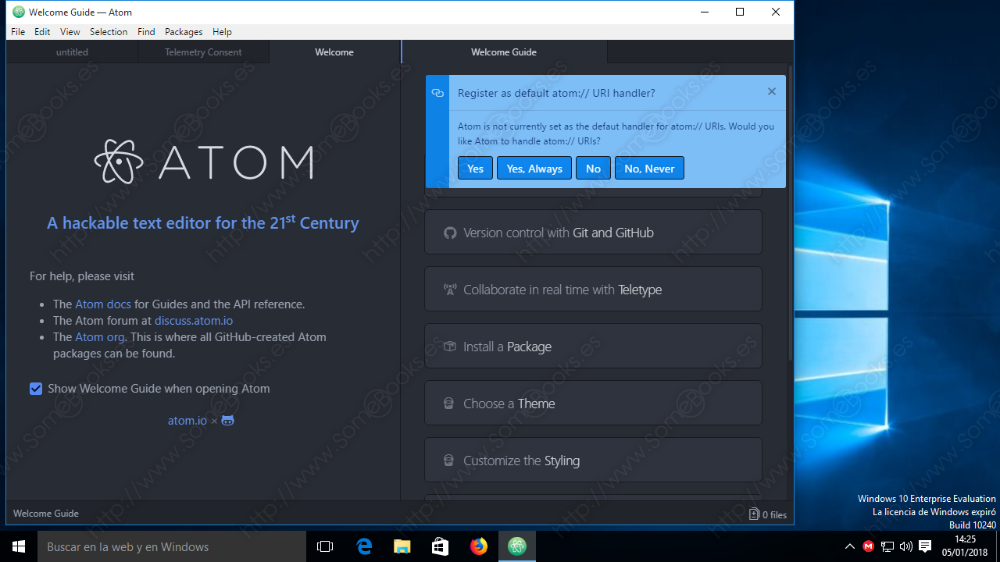 Welcome Guide — Atom
File Edit View Selection Find Packages Help
untitled Telemetry Consent Welcome Welcome Guide
ATOM
A hackable text editor for the 21st Century
For help, please visit
The Atom docs for Guides and the API reference.
The Atom forum at discuss.atom.io
The Atom org. This is where all GitHub-created Atom
packages can be found.
Show Welcome Guide when opening Atom
atom.io ×
Register as default atom:// URI handler?
Atom is not currently set as the defaut handler for atom:// URIs. Would you
like Atom to handle atom:// URIs?
Yes Yes, Always No No, Never
Version control with Git and GitHub
Collaborate in real time with Teletype
Install a Package
Choose a Theme
Customize the Styling
Welcome Guide
0 files
Windows 10 Enterprise Evaluation
La licencia de Windows expiró
Build 10240
Buscar en la web y en Windows
14:25
05/01/2018
http://www.SomeBooks.es